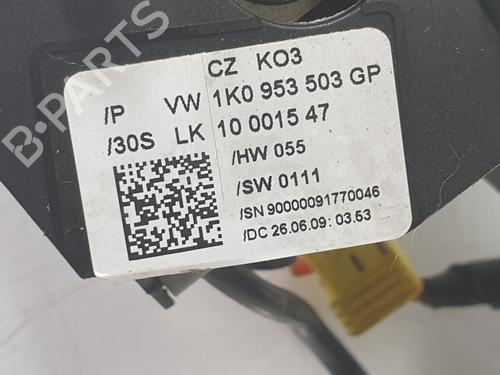 B-PARTS
CZ KO3
/P VW 1K0 953 503 GP
/30S LK 10 0015 47
/HW 055
/SW 0111
/SN 90000091770046
/DC 26.06.09: 03.53